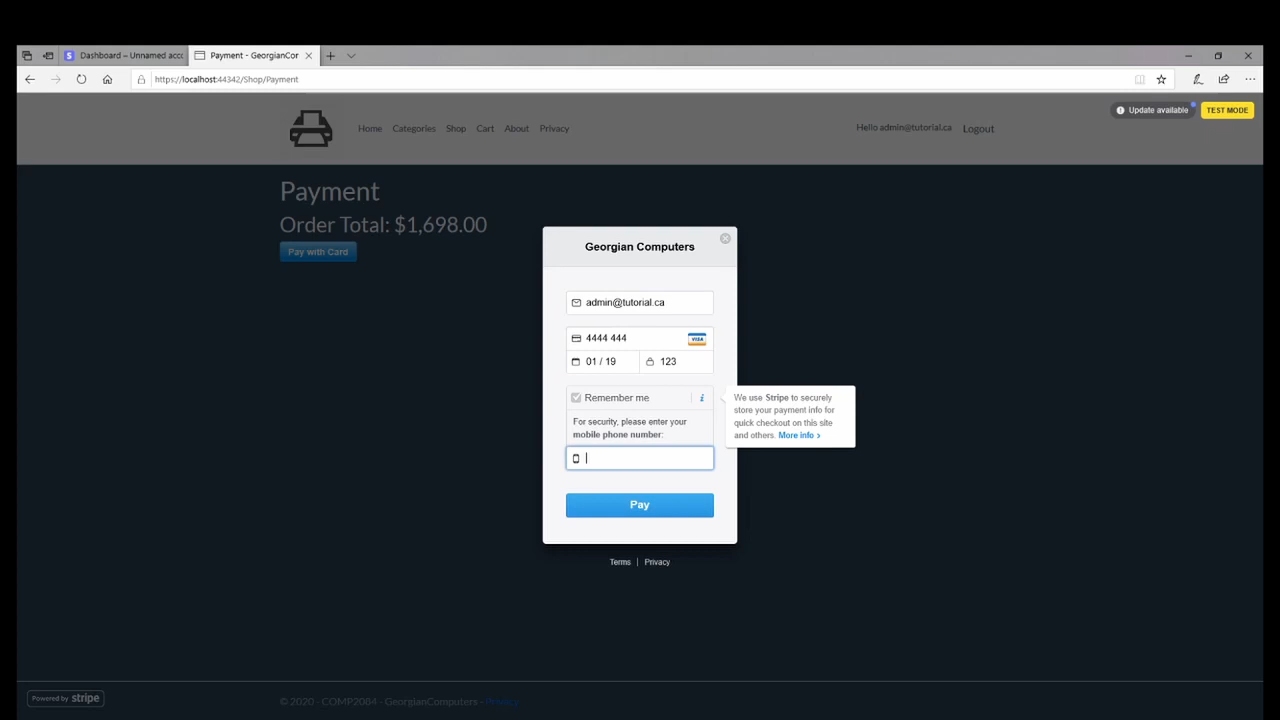 Dashboard – Unnamed acco
Payment - GeorgianCor
https://localhost:44342/Shop/Payment
Update available
TEST MODE
Home Categories Shop Cart About Privacy
Hello admin@tutorial.ca Logout
Payment
Order Total: $1,698.00
Pay with Card
Georgian Computers
admin@tutorial.ca
4444 444
VISA
01 / 19
123
Remember me
For security, please enter your
mobile phone number:
Pay
We use Stripe to securely
store your payment info for
quick checkout on this site
and others. More info
Terms | Privacy
Powered by stripe
© 2020 - COMP2084 - GeorgianComputers - Privacy